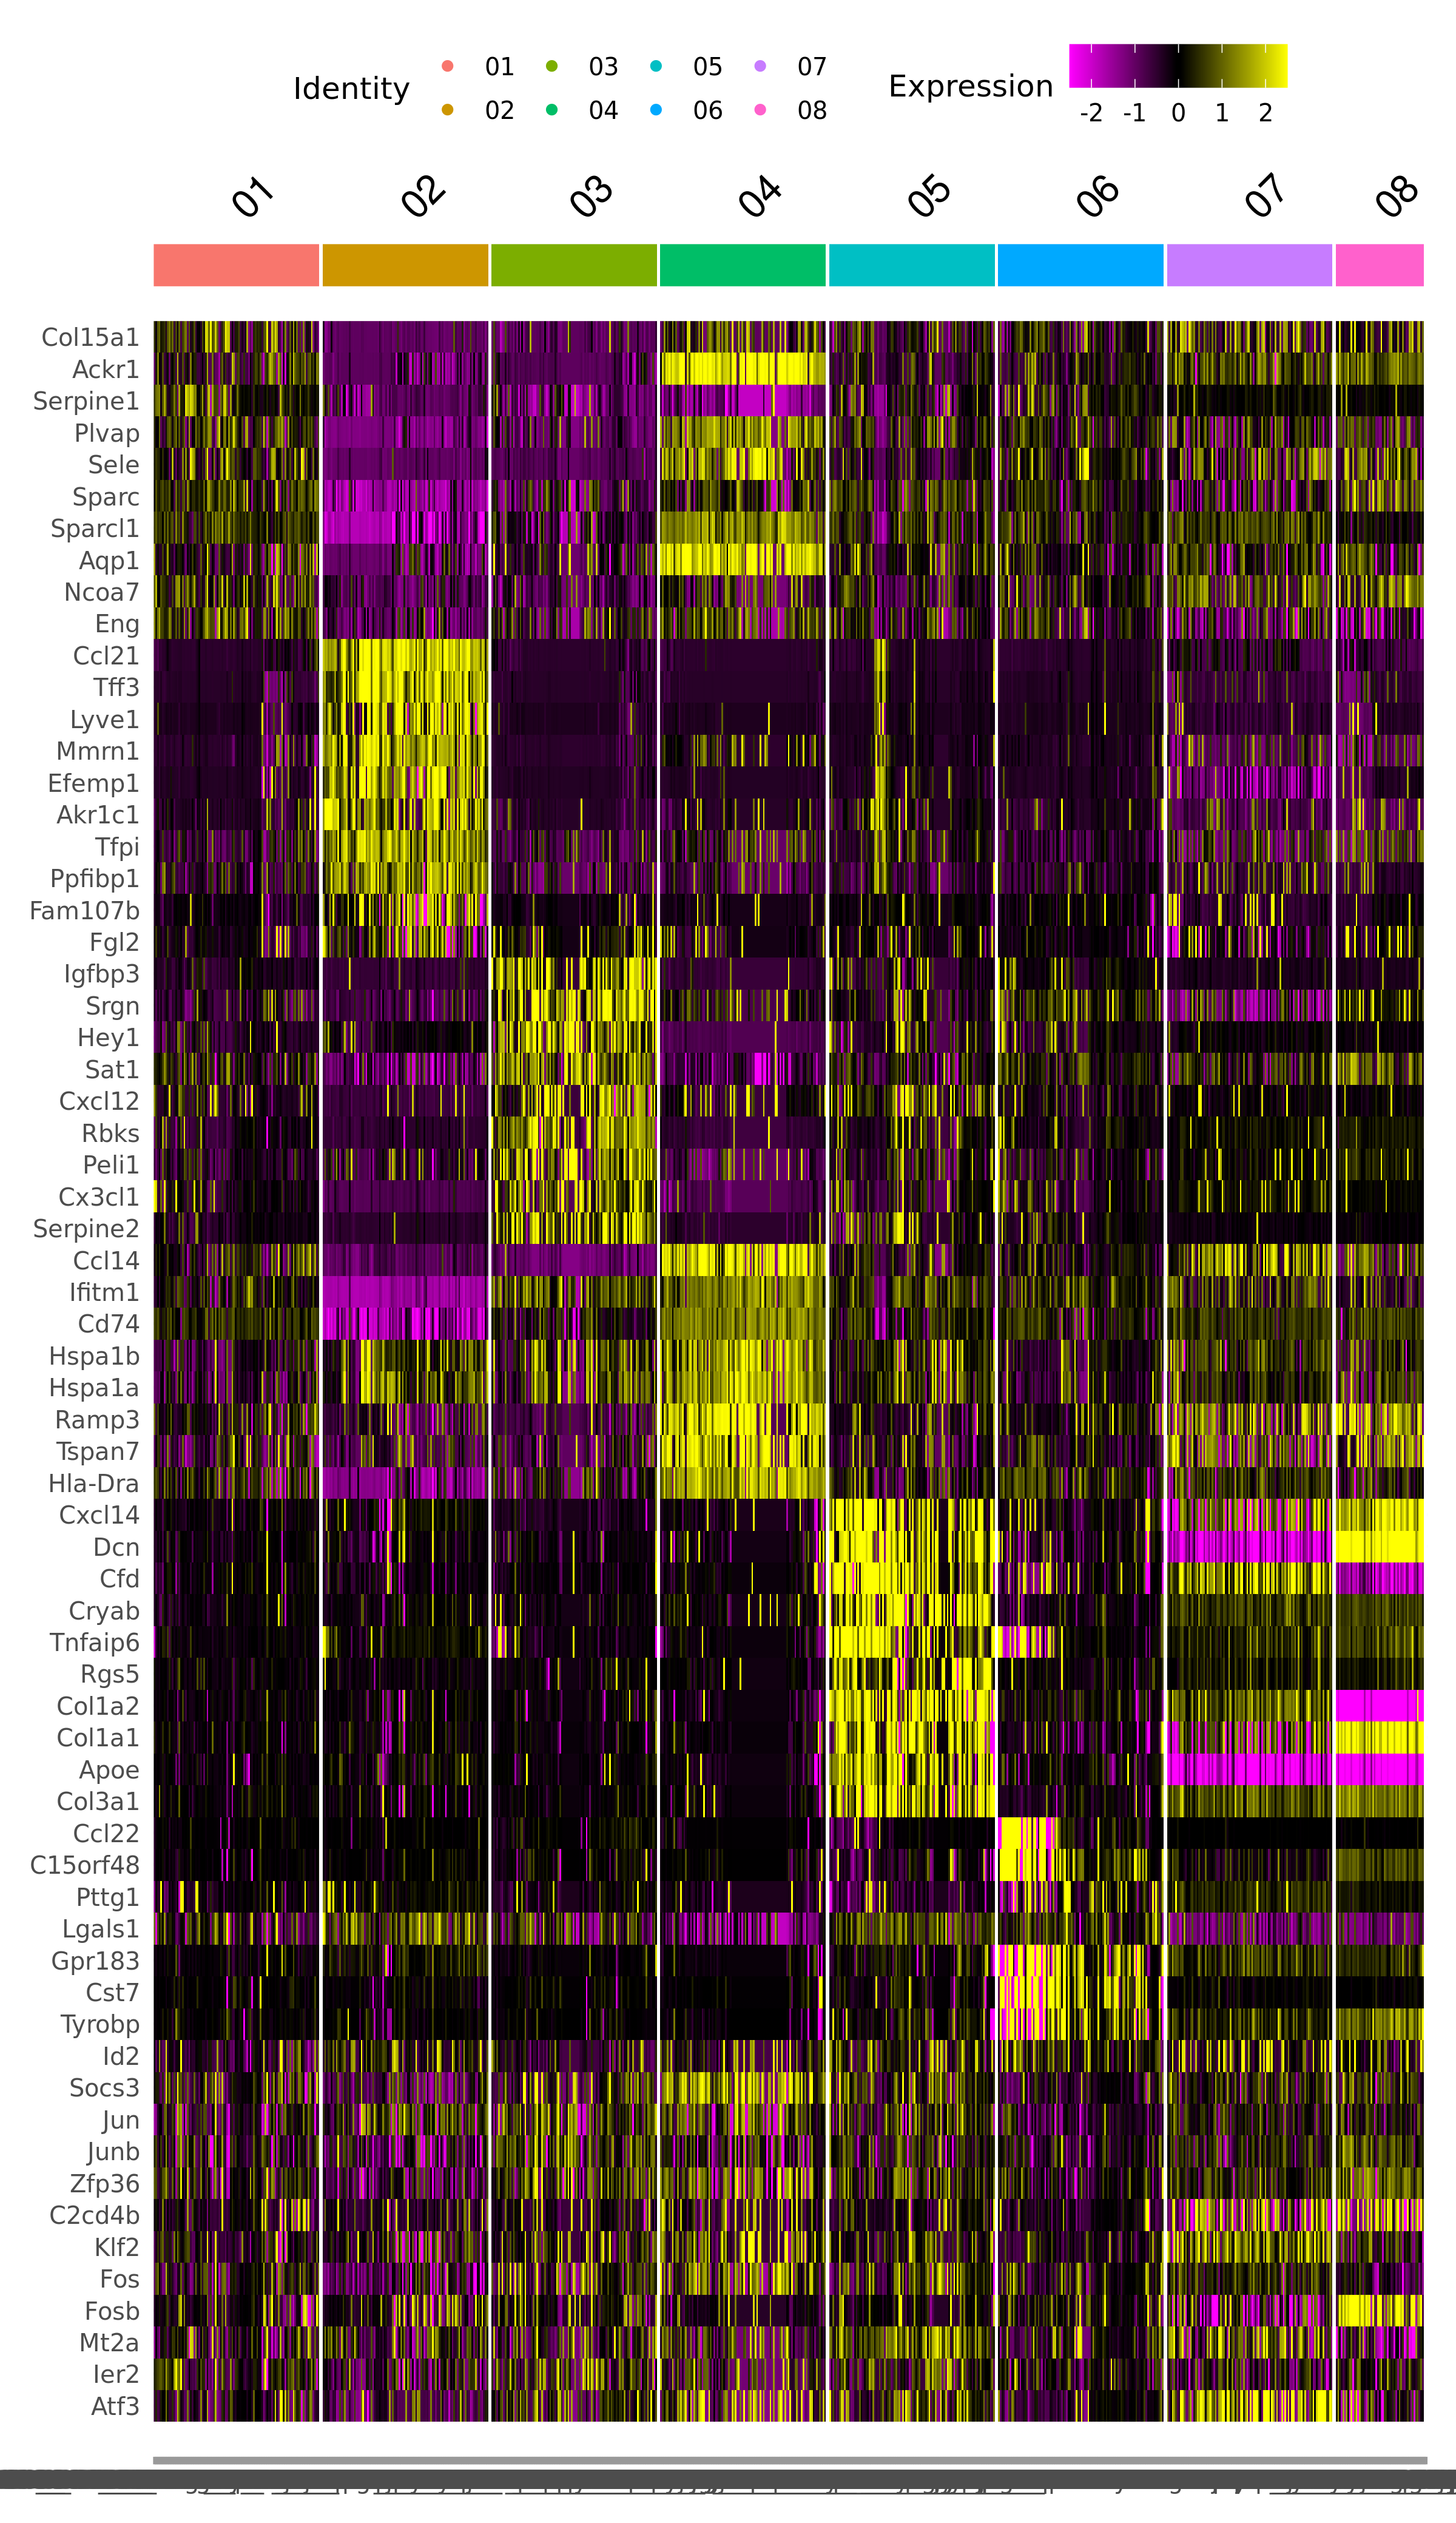 Identity
01 03 05 07
02 04 06 08
Expression
-2 -1 0 1 2
01 02 03 04 05 06 07 08
Col15a1
Ackr1
Serpine1
Plvap
Sele
Sparc
Sparcl1
Aqp1
Ncoa7
Eng
Ccl21
Tff3
Lyve1
Mmrn1
Efemp1
Akr1c1
Tfpi
Ppfibp1
Fam107b
Fgl2
Igfbp3
Srgn
Hey1
Sat1
Cxcl12
Rbks
Peli1
Cx3cl1
Serpine2
Ccl14
Ifitm1
Cd74
Hspa1b
Hspa1a
Ramp3
Tspan7
Hla-Dra
Cxcl14
Dcn
Cfd
Cryab
Tnfaip6
Rgs5
Col1a2
Col1a1
Apoe
Col3a1
Ccl22
C15orf48
Pttg1
Lgals1
Gpr183
Cst7
Tyrobp
Id2
Socs3
Jun
Junb
Zfp36
C2cd4b
Klf2
Fos
Fosb
Mt2a
Ier2
Atf3